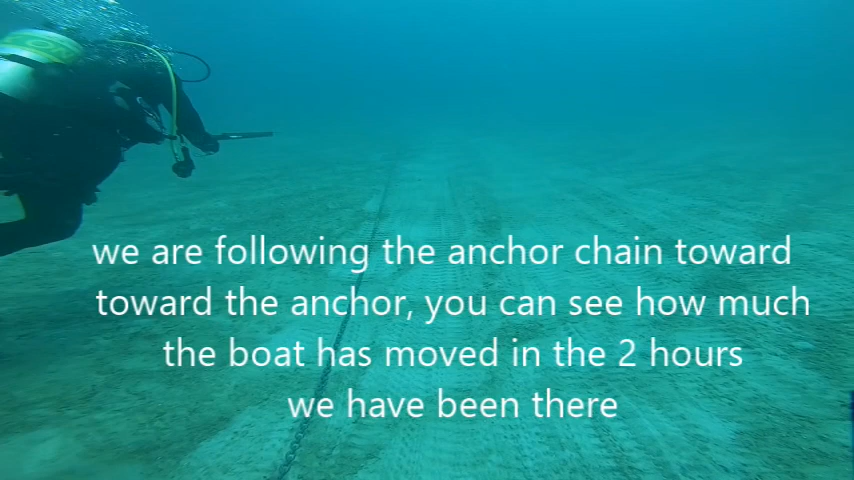 we are following the anchor chain toward
toward the anchor, you can see how much
the boat has moved in the 2 hours
we have been there